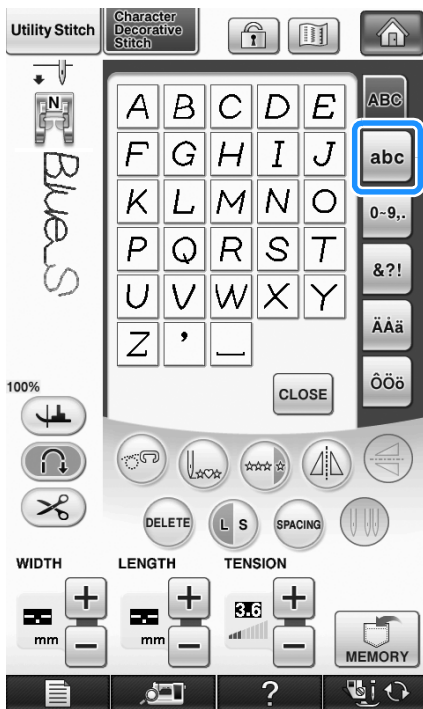 Utility Stitch
Character
Decorative
Stitch
N
Blue_S
A B C D E
F G H I J
K L M N O
P Q R S T
U V W X Y
Z ' _
ABC
abc
0~9,.
&?!
ÄÅä
ÔÖö
CLOSE
100%
DELETE
L S
SPACING
WIDTH
LENGTH
TENSION
mm
mm
3.6
+
−
+
−
+
−
MEMORY
?